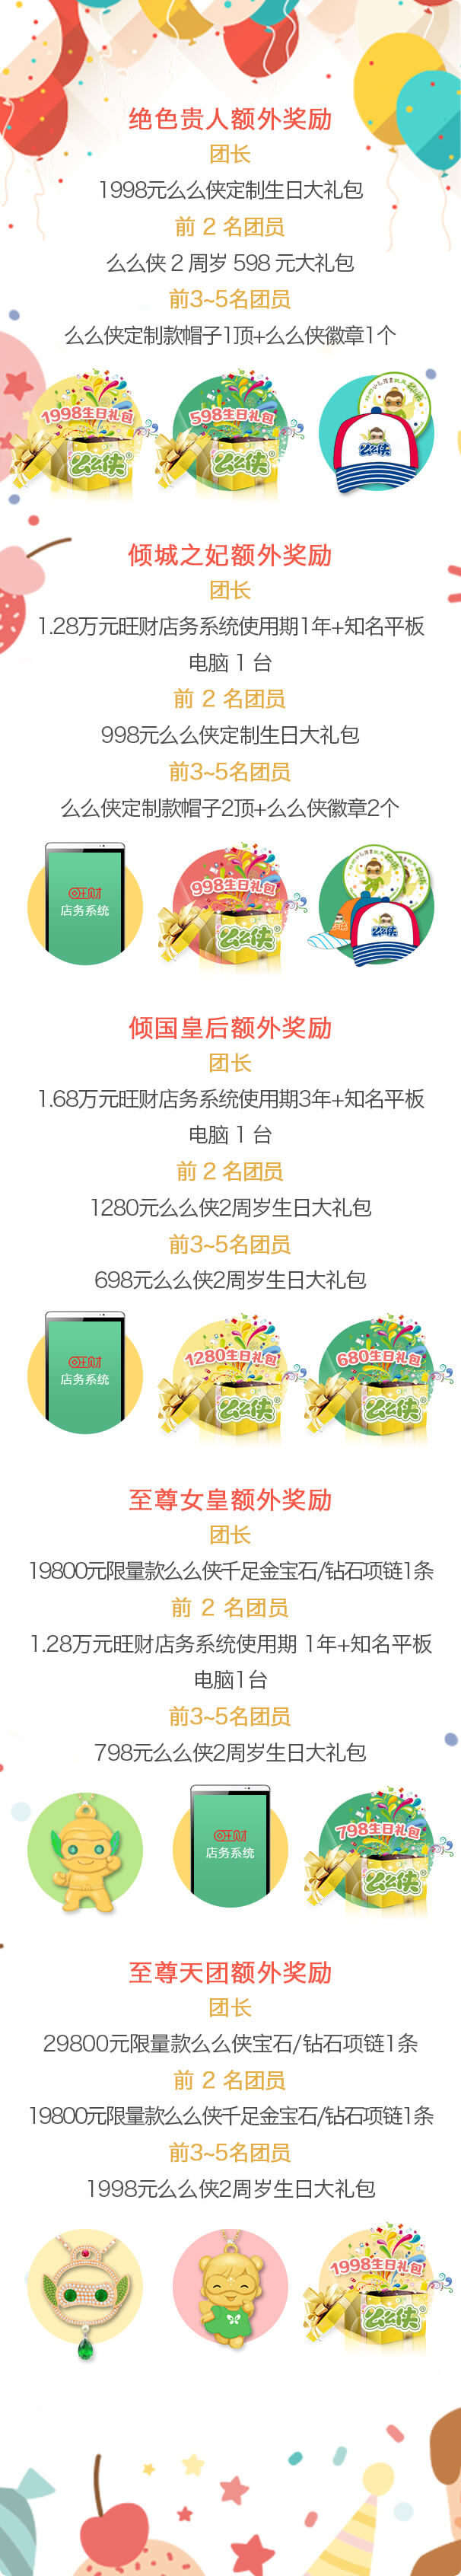 绝色贵人额外奖励
团长
1998元么么侠定制生日大礼包
前 2 名团员
么么侠 2 周岁 598 元大礼包
前3~5名团员
么么侠定制款帽子1顶+么么侠徽章1个
1998生日礼包
么么侠®
598生日礼包
么么侠®
么么侠
倾城之妃额外奖励
团长
1.28万元旺财店务系统使用期1年+知名平板
电脑 1 台
前 2 名团员
998元么么侠定制生日大礼包
前3~5名团员
么么侠定制款帽子2顶+么么侠徽章2个
旺财
店务系统
998生日礼包
么么侠®
么么侠
倾国皇后额外奖励
团长
1.68万元旺财店务系统使用期3年+知名平板
电脑 1 台
前 2 名团员
1280元么么侠2周岁生日大礼包
前3~5名团员
698元么么侠2周岁生日大礼包
旺财
店务系统
1280生日礼包
么么侠®
680生日礼包
么么侠®
至尊女皇额外奖励
团长
19800元限量款么么侠千足金宝石/钻石项链1条
前 2 名团员
1.28万元旺财店务系统使用期 1年+知名平板
电脑1台
前3~5名团员
798元么么侠2周岁生日大礼包
旺财
店务系统
798生日礼包
么么侠®
至尊天团额外奖励
团长
29800元限量款么么侠宝石/钻石项链1条
前 2 名团员
19800元限量款么么侠千足金宝石/钻石项链1条
前3~5名团员
1998元么么侠2周岁生日大礼包
1998生日礼包
么么侠®